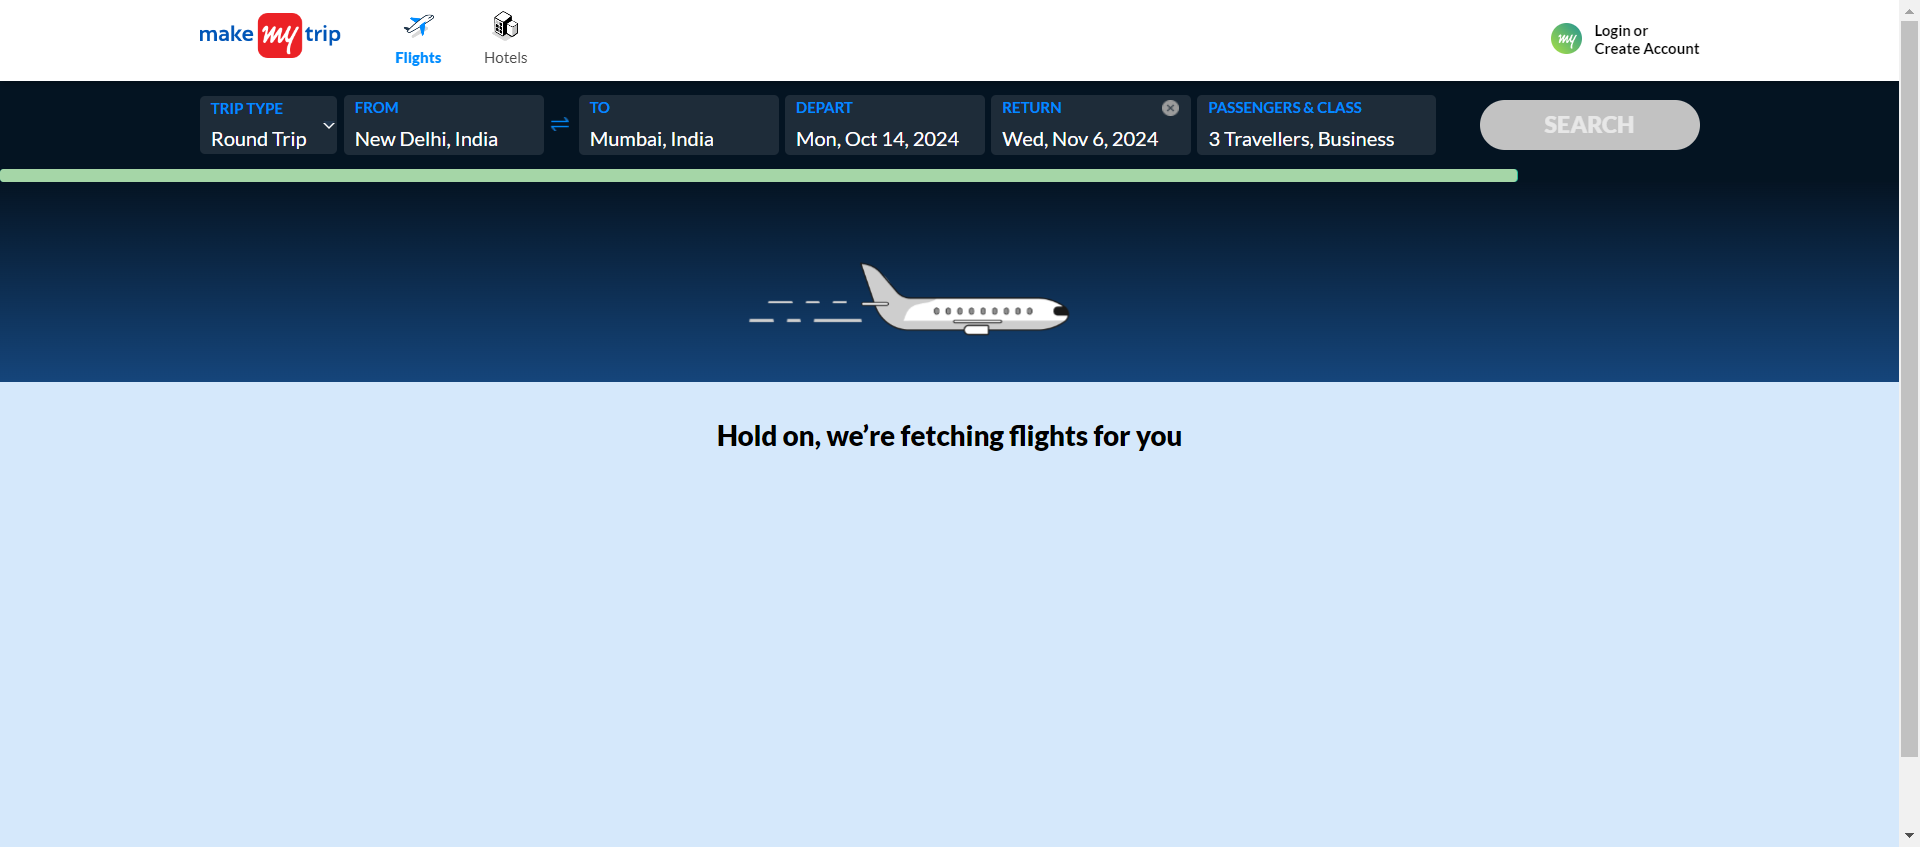 make my trip
Flights
Hotels
my
Login or
Create Account
TRIP TYPE
Round Trip
FROM
New Delhi, India
TO
Mumbai, India
DEPART
Mon, Oct 14, 2024
RETURN
Wed, Nov 6, 2024
PASSENGERS & CLASS
3 Travellers, Business
SEARCH
Hold on, we’re fetching flights for you